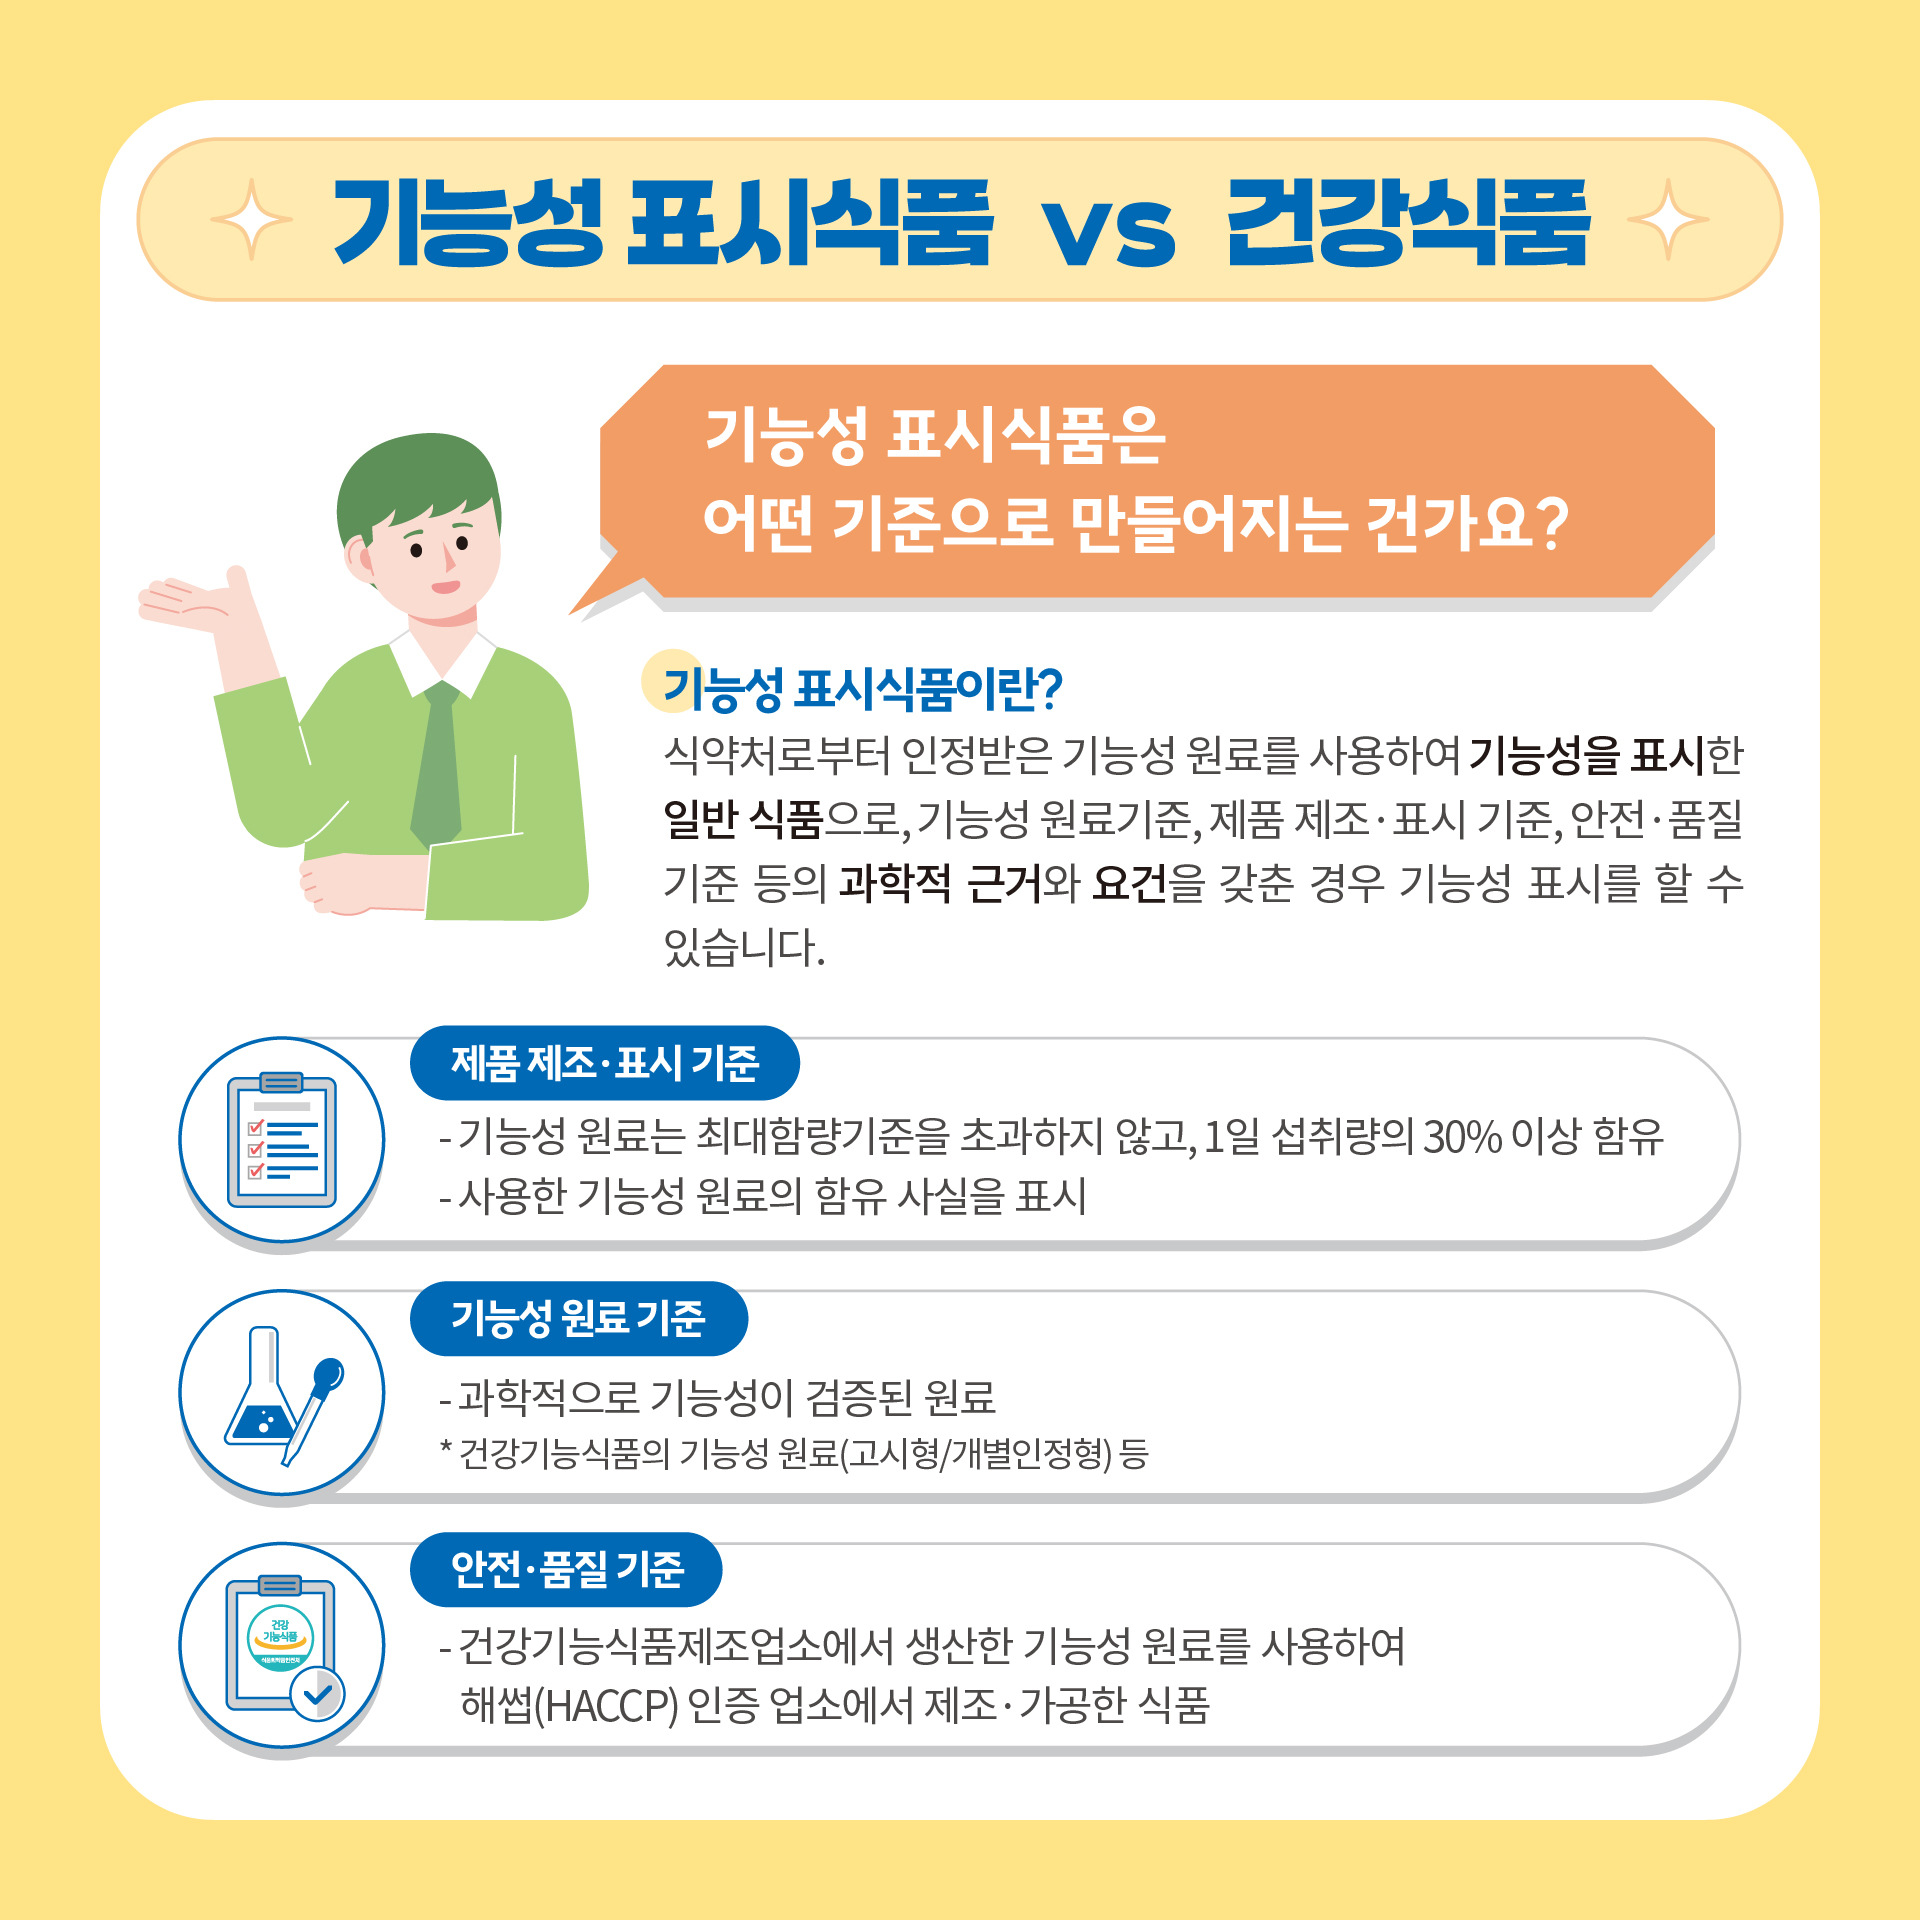 기능성 표시식품 vs 건강식품
기능성 표시식품은
어떤 기준으로 만들어지는 건가요?
기능성 표시식품이란?
식약처로부터 인정받은 기능성 원료를 사용하여 기능성을 표시한
일반 식품으로, 기능성 원료기준, 제품 제조·표시 기준, 안전·품질
기준 등의 과학적 근거와 요건을 갖춘 경우 기능성 표시를 할 수
있습니다.
제품 제조·표시 기준
- 기능성 원료는 최대함량기준을 초과하지 않고, 1일 섭취량의 30% 이상 함유
- 사용한 기능성 원료의 함유 사실을 표시
기능성 원료 기준
- 과학적으로 기능성이 검증된 원료
* 건강기능식품의 기능성 원료(고시형/개별인정형) 등
안전·품질 기준
건강
기능식품
식품의약품안전처
- 건강기능식품제조업소에서 생산한 기능성 원료를 사용하여
해썹(HACCP) 인증 업소에서 제조·가공한 식품